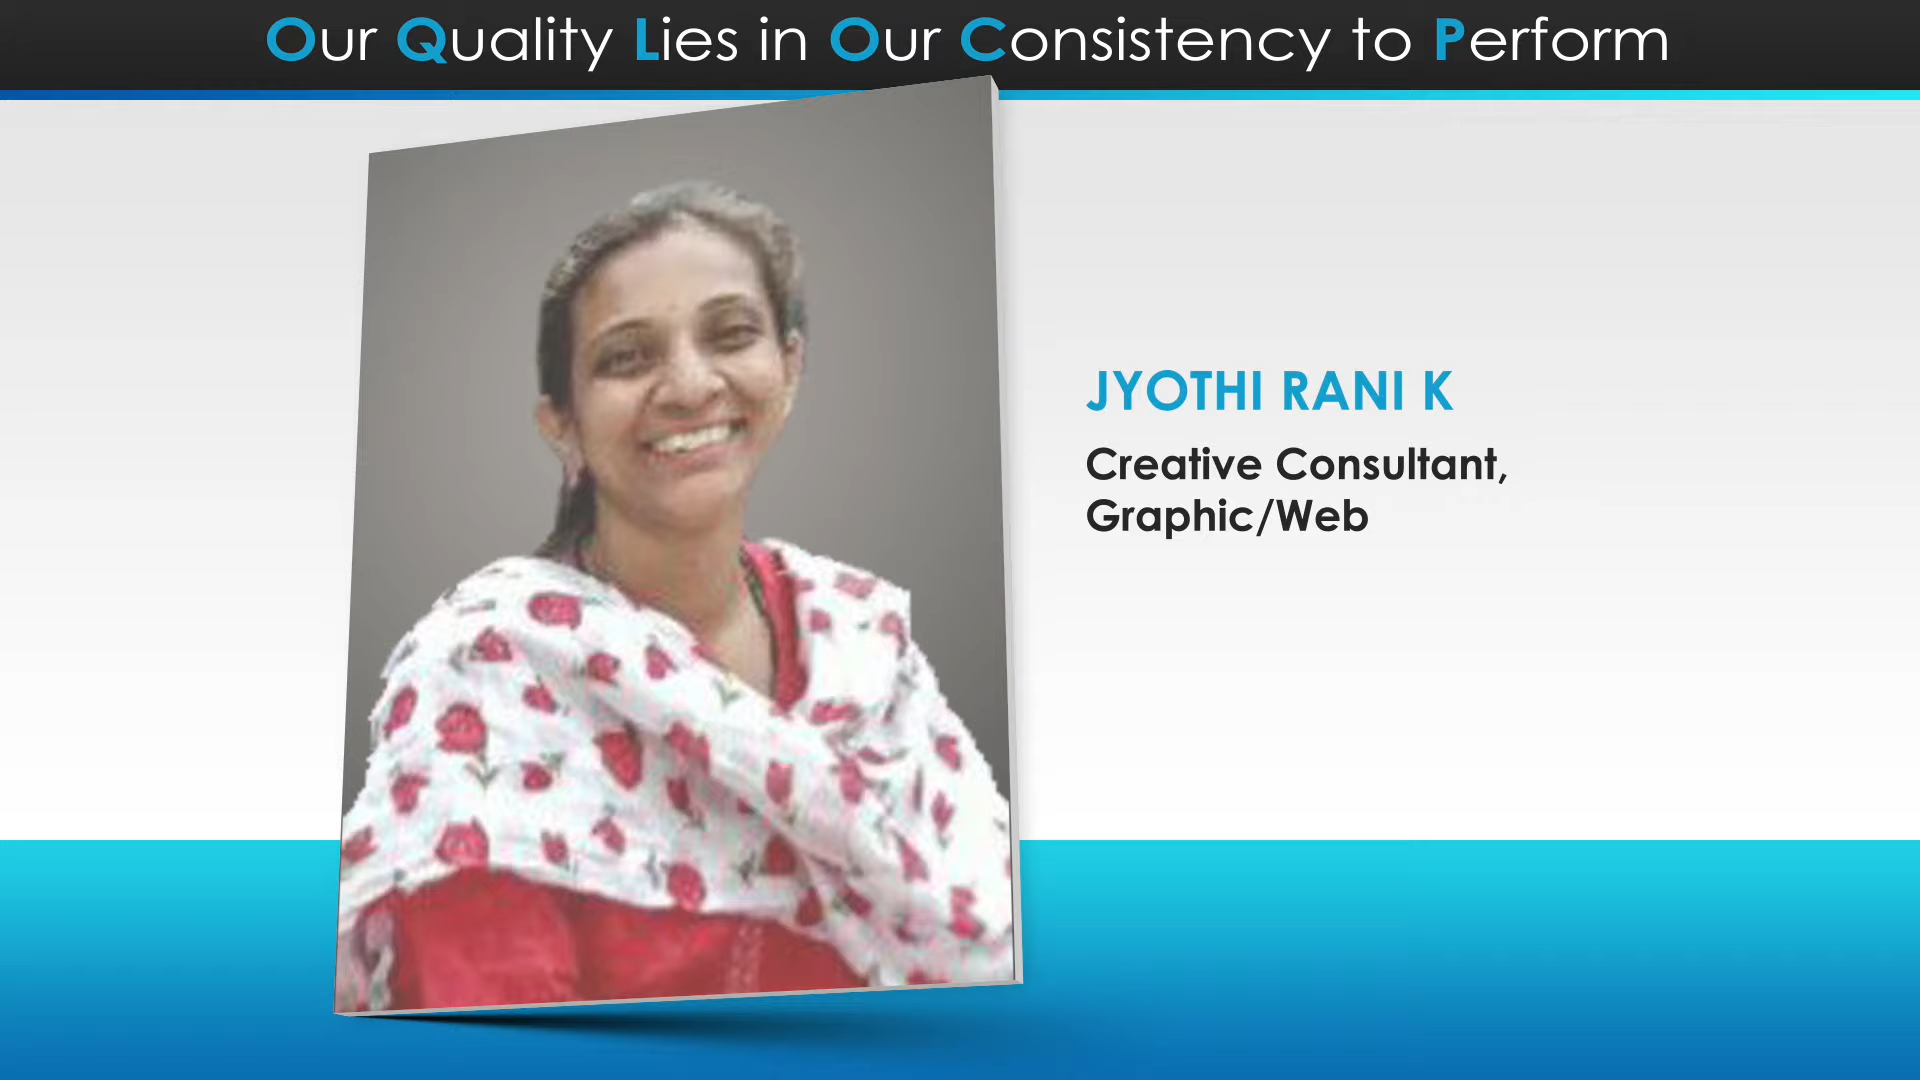 Our Quality Lies in Our Consistency to Perform
JYOTHI RANI K
Creative Consultant,
Graphic/Web